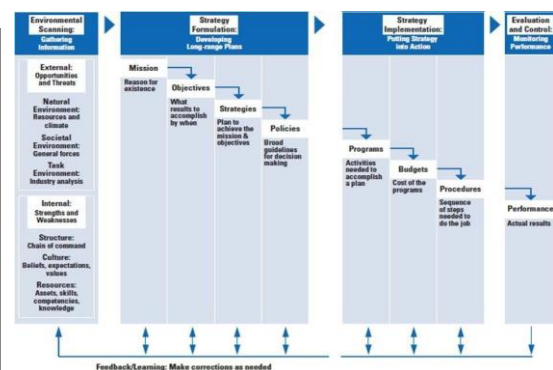 Environmental
Scanning:
Gathering
Information
Strategy
Formulation:
Developing
Long-range Plans
Strategy
Implementation:
Putting Strategy
into Action
Evaluation
and Control:
Monitoring
Performance
External:
Opportunities
and Threats
Natural
Environment:
Resources and
climate
Societal
Environment:
General forces
Task
Environment:
Industry analysis
Internal:
Strengths and
Weaknesses
Structure:
Chain of command
Culture:
Beliefs, expectations,
values
Resources:
Assets, skills,
competencies,
knowledge
Mission
Reason for
existence
Objectives
What
results to
accomplish
by when
Strategies
Plan to
achieve the
mission &
objectives
Policies
Broad
guidelines
for decision
making
Programs
Activities
needed to
accomplish
a plan
Budgets
Cost of the
programs
Procedures
Sequence
of steps
needed to
do the job
Performance
Actual results
Feedback/Learning: Make corrections as needed